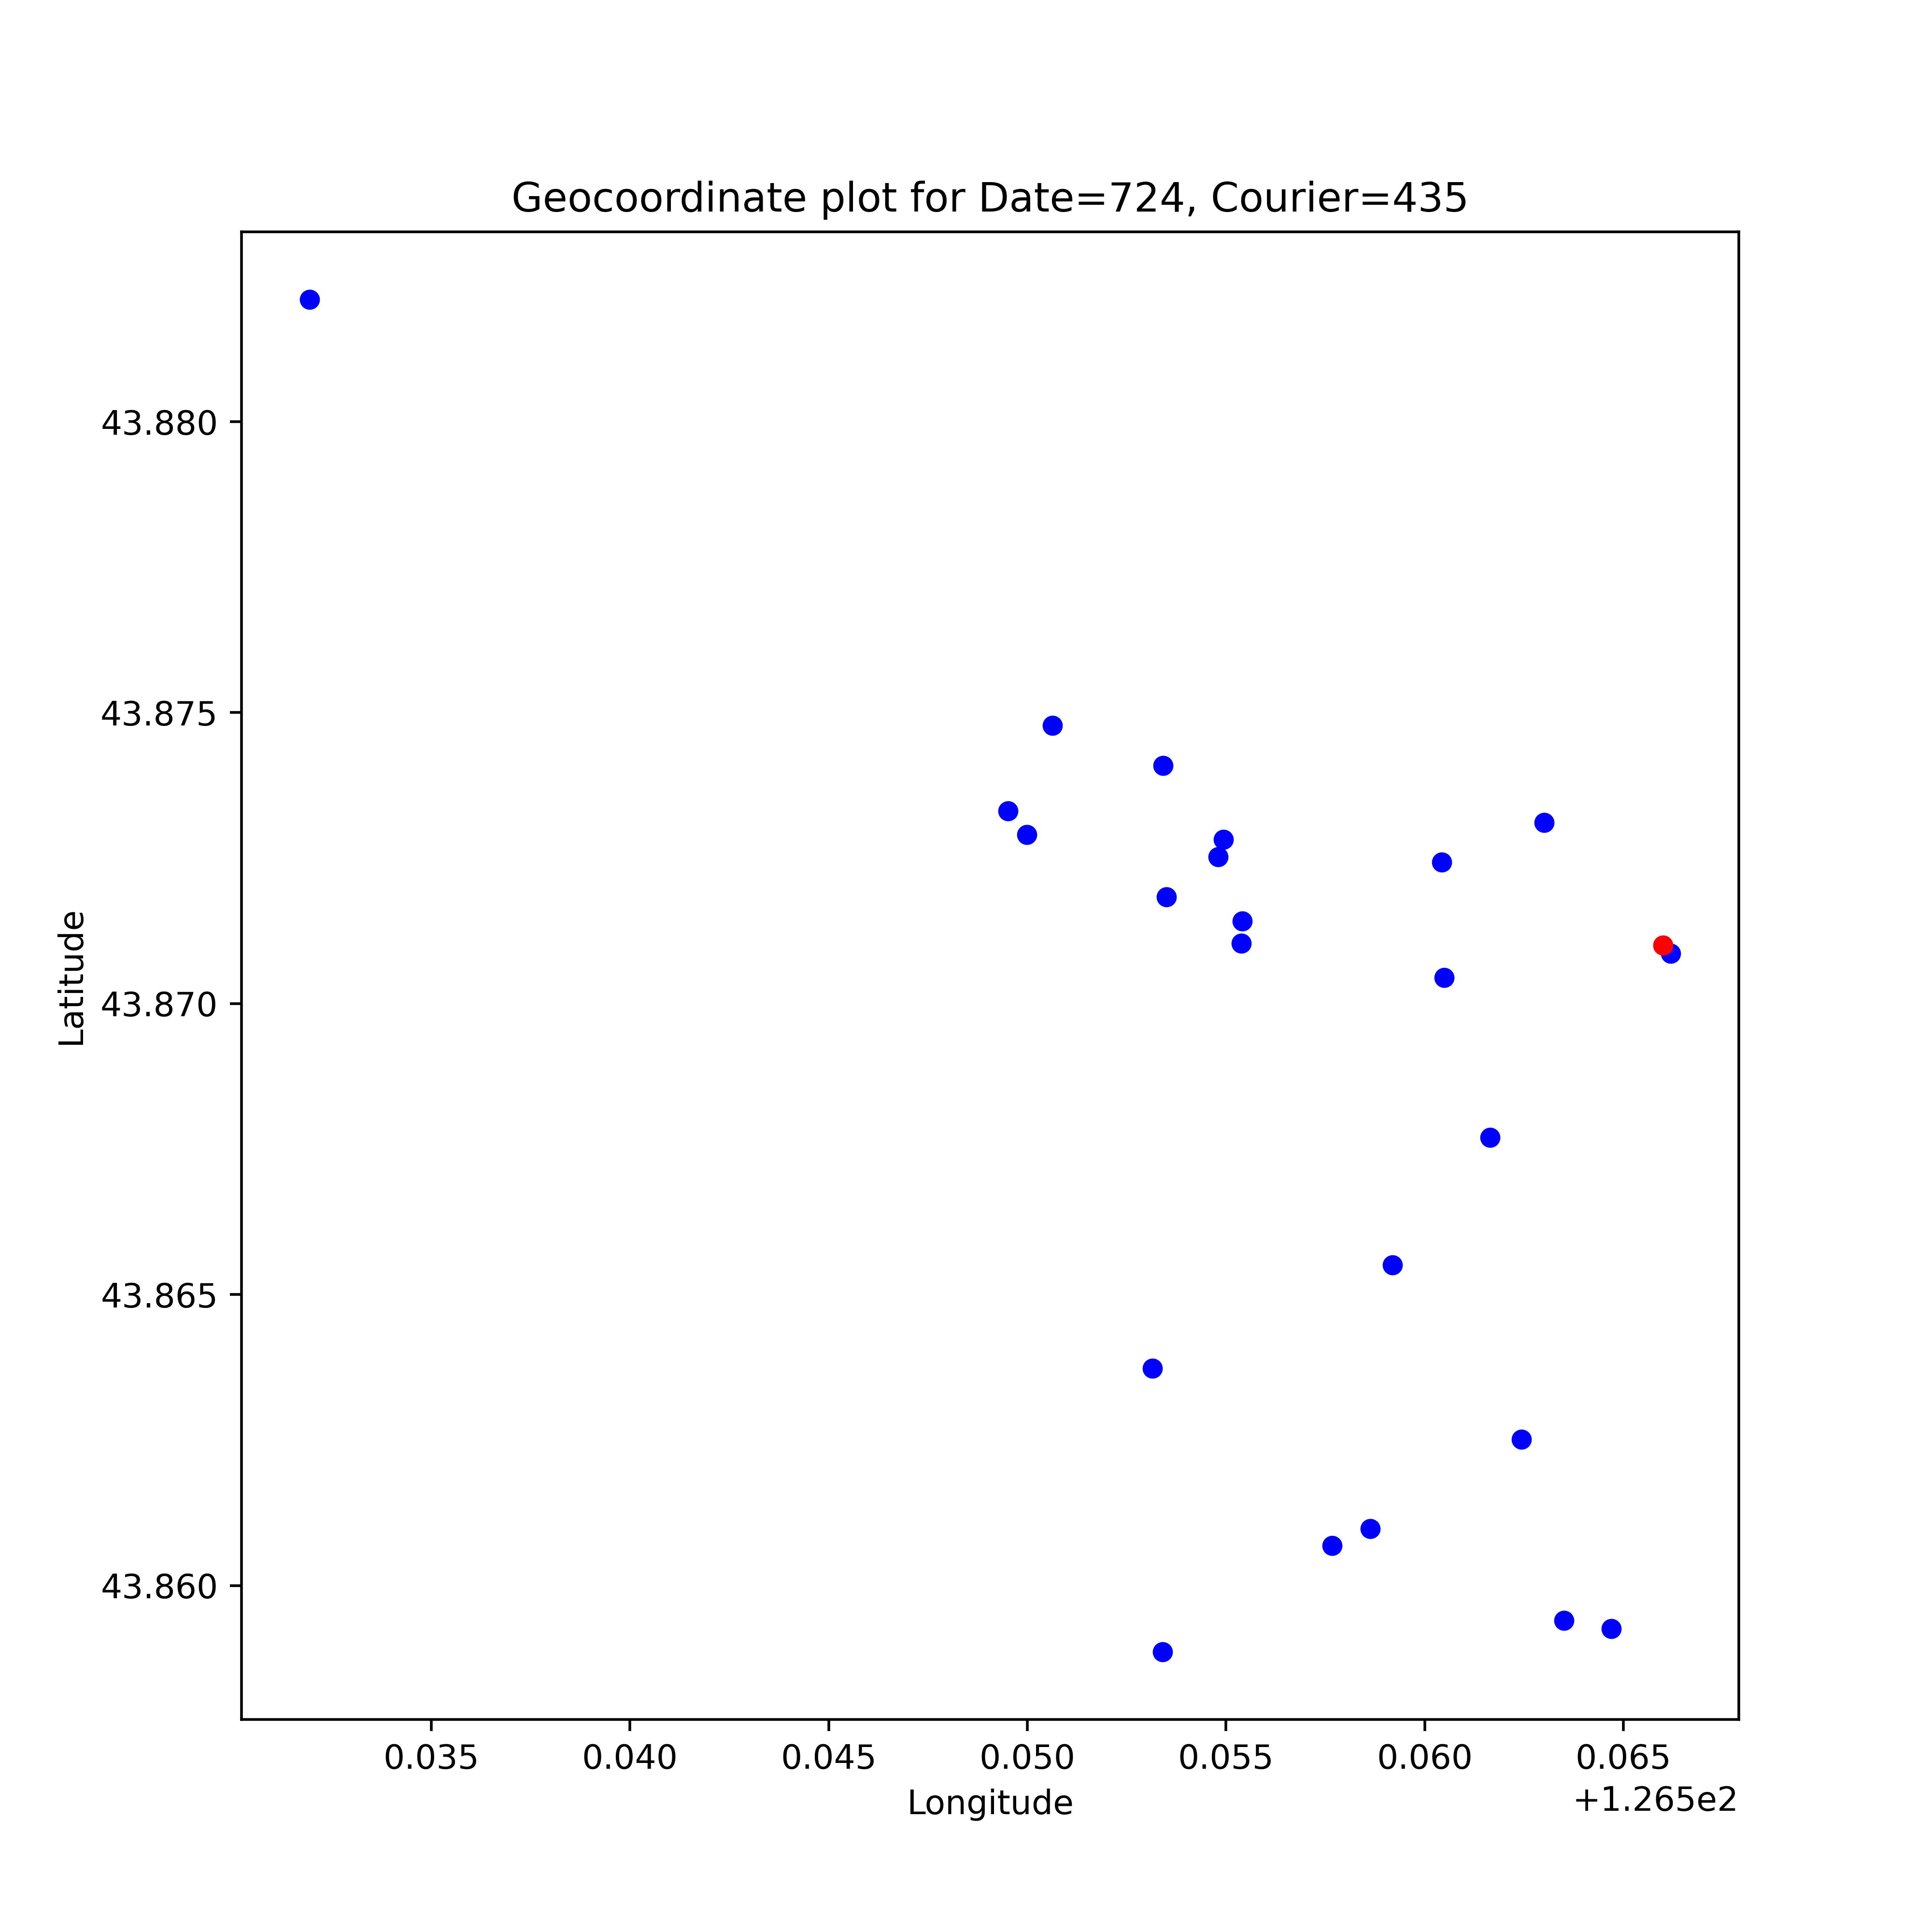 Geocoordinate plot for Date=724, Courier=435
43.880
43.875
43.870
43.865
43.860
Latitude
0.035 0.040 0.045 0.050 0.055 0.060 0.065
+1.265e2
Longitude